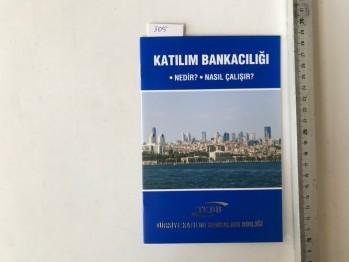 305
KATILIM BANKACILIĞI
• NEDİR? • NASIL ÇALIŞIR?
TKBB
TÜRKİYE KATILIM BANKALARI BİRLİĞİ